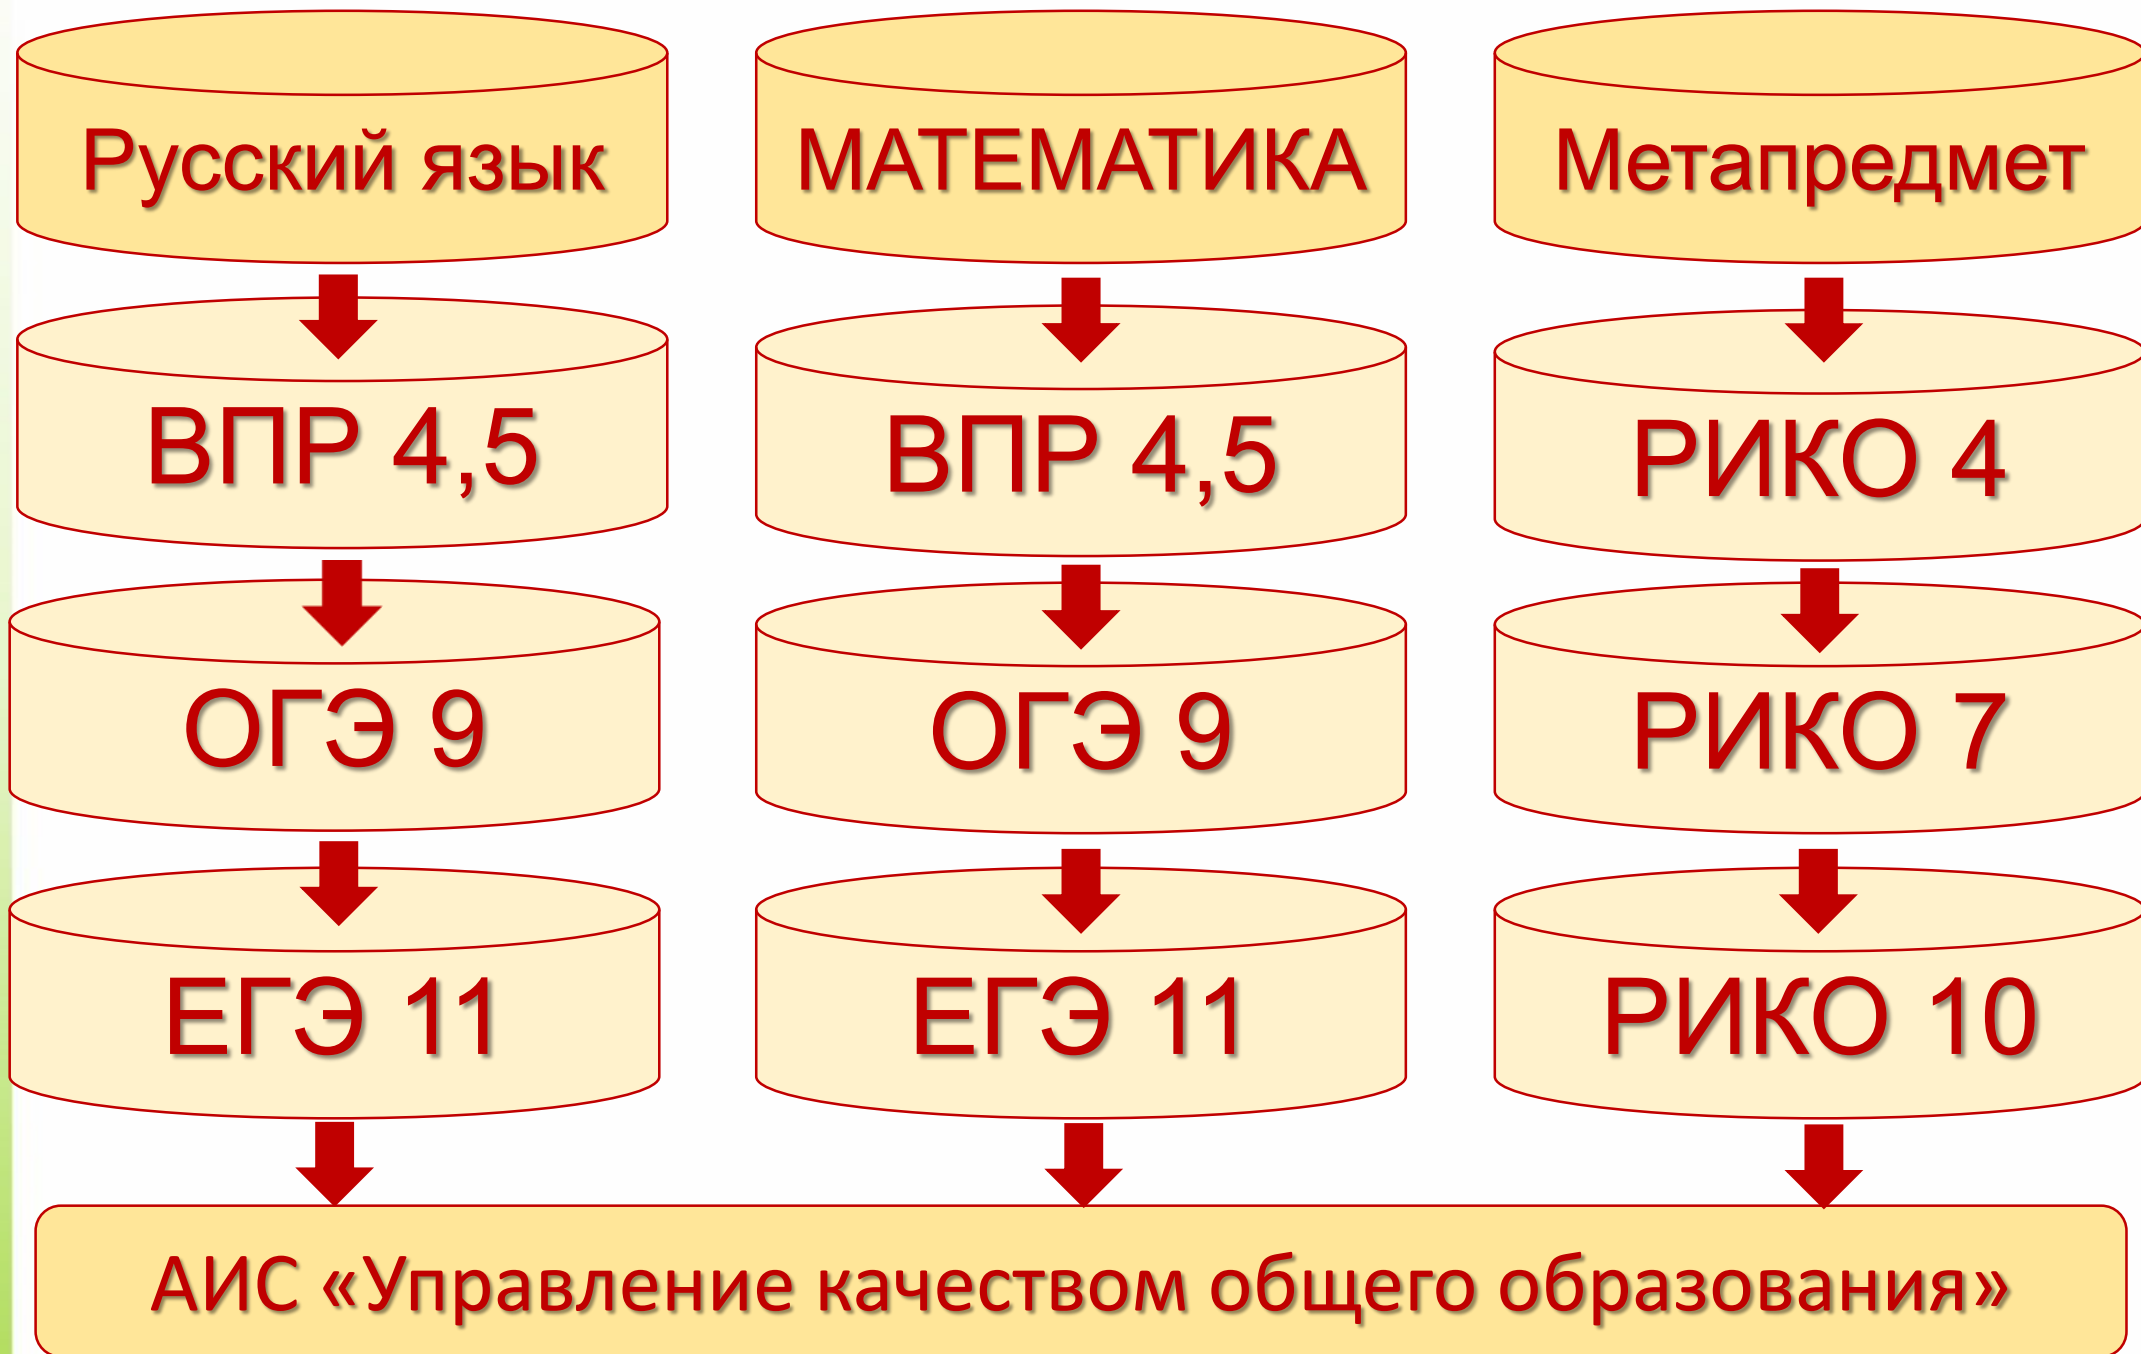 Русский язык
МАТЕМАТИКА
Метапредмет
ВПР 4,5
ВПР 4,5
РИКО 4
ОГЭ 9
ОГЭ 9
РИКО 7
ЕГЭ 11
ЕГЭ 11
РИКО 10
АИС «Управление качеством общего образования»